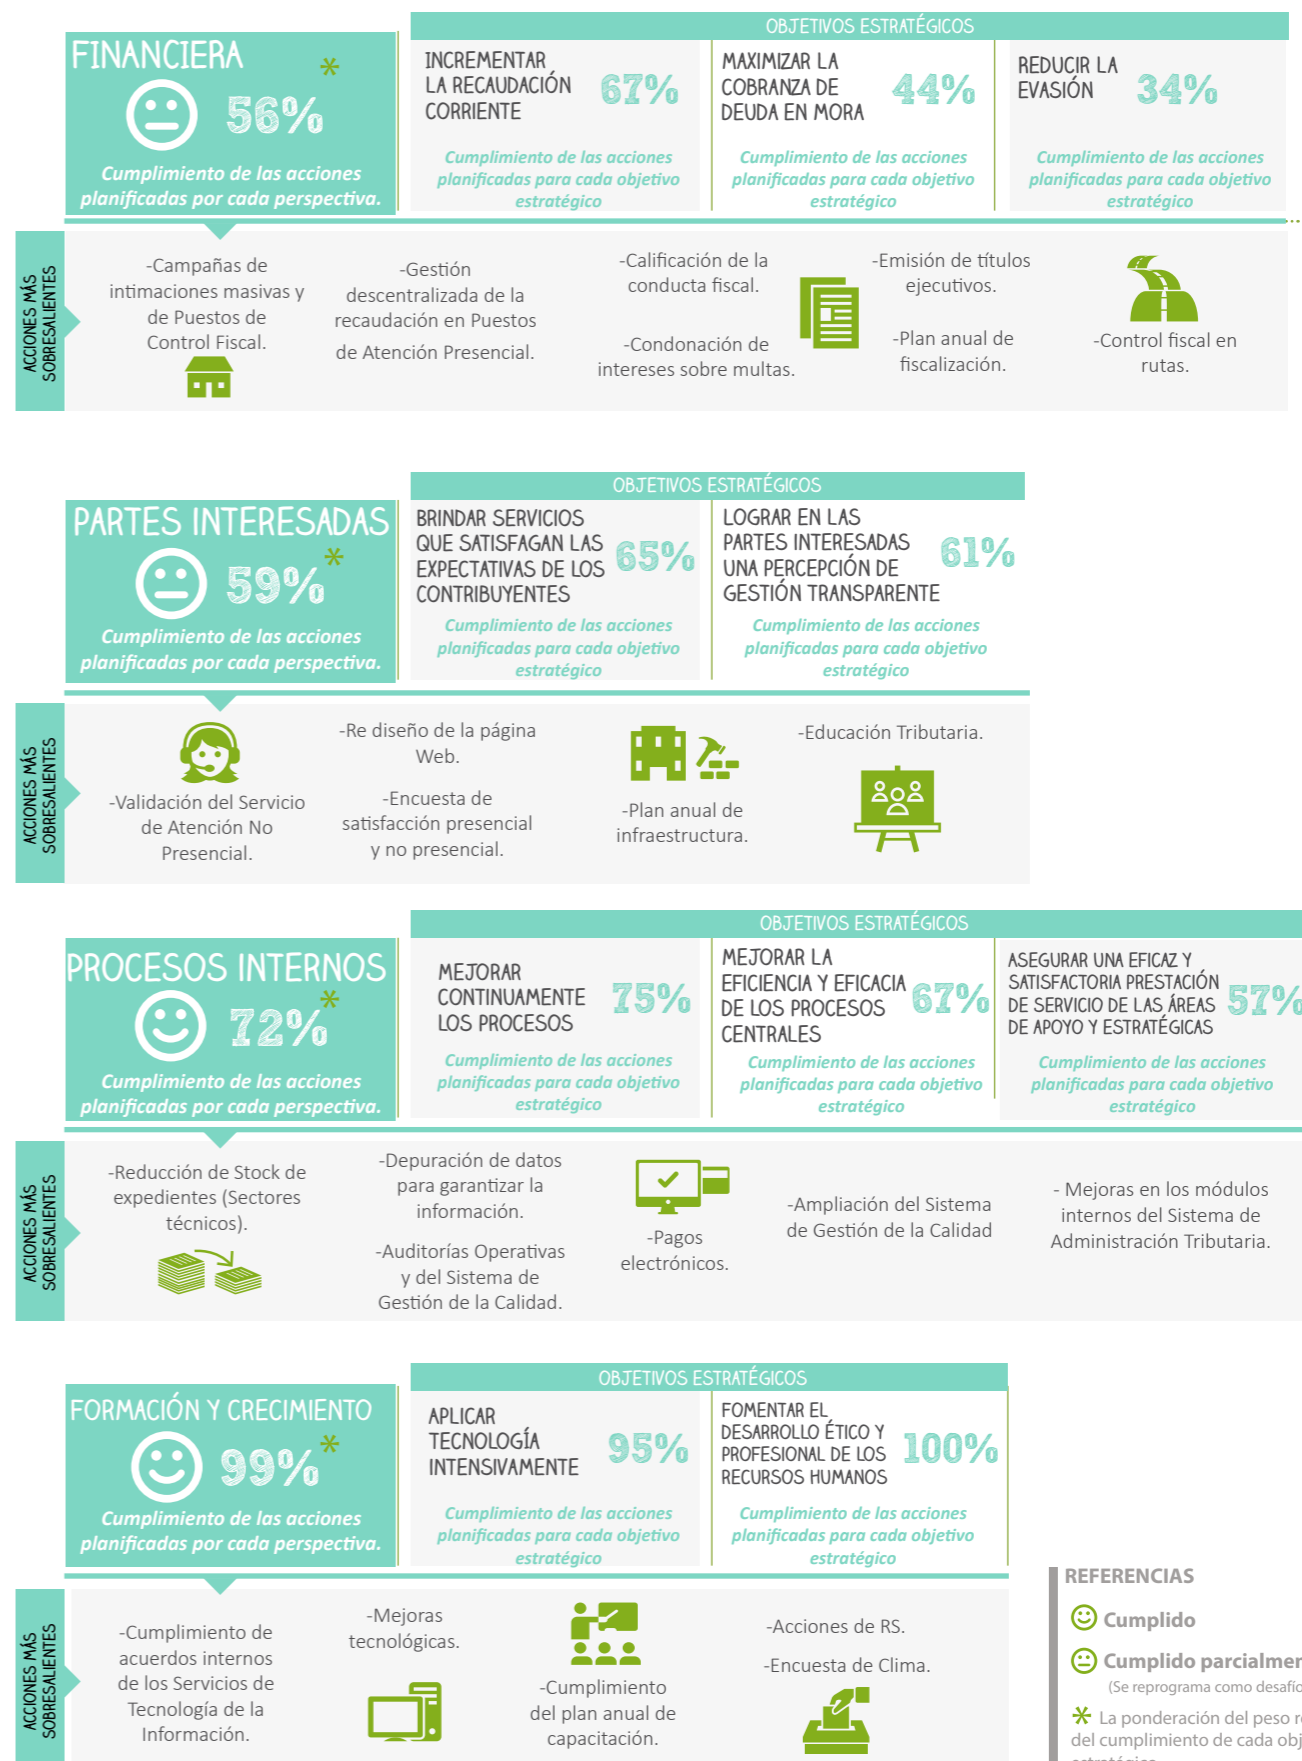 OBJETIVOS ESTRATÉGICOS
FINANCIERA
*
56%
Cumplimiento de las acciones
planificadas por cada perspectiva.
INCREMENTAR
LA RECAUDACIÓN
CORRIENTE
67%
Cumplimiento de las acciones
planificadas para cada objetivo
estratégico
MAXIMIZAR LA
COBRANZA DE
DEUDA EN MORA
44%
Cumplimiento de las acciones
planificadas para cada objetivo
estratégico
REDUCIR LA
EVASIÓN
34%
Cumplimiento de las acciones
planificadas para cada objetivo
estratégico
ACCIONES MÁS
SOBRESALIENTES
-Campañas de
intimaciones masivas y
de Puestos de
Control Fiscal.
-Gestión
descentralizada de la
recaudación en Puestos
de Atención Presencial.
-Calificación de la
conducta fiscal.
-Condonación de
intereses sobre multas.
-Emisión de títulos
ejecutivos.
-Plan anual de
fiscalización.
-Control fiscal en
rutas.
OBJETIVOS ESTRATÉGICOS
PARTES INTERESADAS
59%*
Cumplimiento de las acciones
planificadas por cada perspectiva.
BRINDAR SERVICIOS
QUE SATISFAGAN LAS
EXPECTATIVAS DE LOS
CONTRIBUYENTES
65%
Cumplimiento de las acciones
planificadas para cada objetivo
estratégico
LOGRAR EN LAS
PARTES INTERESADAS
UNA PERCEPCIÓN DE
GESTIÓN TRANSPARENTE
61%
Cumplimiento de las acciones
planificadas para cada objetivo
estratégico
ACCIONES MÁS
SOBRESALIENTES
-Validación del Servicio
de Atención No
Presencial.
-Re diseño de la página
Web.
-Encuesta de
satisfacción presencial
y no presencial.
-Plan anual de
infraestructura.
-Educación Tributaria.
OBJETIVOS ESTRATÉGICOS
PROCESOS INTERNOS
72%*
Cumplimiento de las acciones
planificadas por cada perspectiva.
MEJORAR
CONTINUAMENTE
LOS PROCESOS
75%
Cumplimiento de las acciones
planificadas para cada objetivo
estratégico
MEJORAR LA
EFICIENCIA Y EFICACIA
DE LOS PROCESOS
CENTRALES
67%
Cumplimiento de las acciones
planificadas para cada objetivo
estratégico
ASEGURAR UNA EFICAZ Y
SATISFACTORIA PRESTACIÓN
DE SERVICIO DE LAS ÁREAS
DE APOYO Y ESTRATÉGICAS
57%
Cumplimiento de las acciones
planificadas para cada objetivo
estratégico
ACCIONES MÁS
SOBRESALIENTES
-Reducción de Stock de
expedientes (Sectores
técnicos).
-Depuración de datos
para garantizar la
información.
-Auditorías Operativas
y del Sistema de
Gestión de la Calidad.
-Pagos
electrónicos.
-Ampliación del Sistema
de Gestión de la Calidad
- Mejoras en los módulos
internos del Sistema de
Administración Tributaria.
OBJETIVOS ESTRATÉGICOS
FORMACIÓN Y CRECIMIENTO
99%*
Cumplimiento de las acciones
planificadas por cada perspectiva.
APLICAR
TECNOLOGÍA
INTENSIVAMENTE
95%
Cumplimiento de las acciones
planificadas para cada objetivo
estratégico
FOMENTAR EL
DESARROLLO ÉTICO Y
PROFESIONAL DE LOS
RECURSOS HUMANOS
100%
Cumplimiento de las acciones
planificadas para cada objetivo
estratégico
ACCIONES MÁS
SOBRESALIENTES
-Cumplimiento de
acuerdos internos
de los Servicios de
Tecnología de la
Información.
-Mejoras
tecnológicas.
-Cumplimiento
del plan anual de
capacitación.
-Acciones de RS.
-Encuesta de Clima.
REFERENCIAS
Cumplido
Cumplido parcialmen
(Se reprograma como desafío
* La ponderación del peso r
del cumplimiento de cada obj